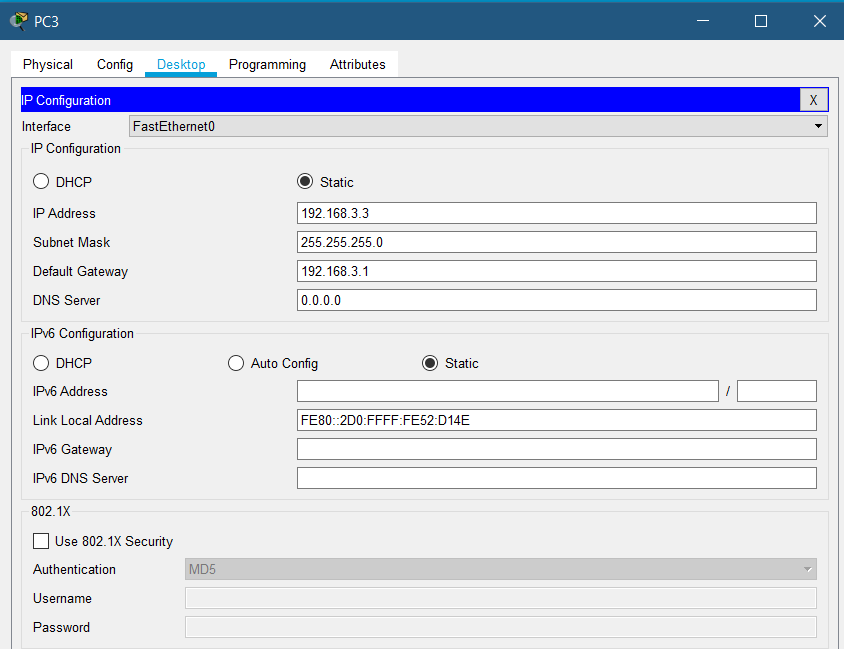 PC3
Physical Config Desktop Programming Attributes
IP Configuration X
Interface FastEthernet0
IP Configuration
DHCP Static
IP Address 192.168.3.3
Subnet Mask 255.255.255.0
Default Gateway 192.168.3.1
DNS Server 0.0.0.0
IPv6 Configuration
DHCP Auto Config Static
IPv6 Address /
Link Local Address FE80::2D0:FFFF:FE52:D14E
IPv6 Gateway
IPv6 DNS Server
802.1X
Use 802.1X Security
Authentication MD5
Username
Password